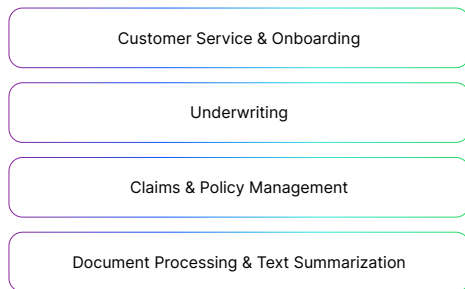 Customer Service & Onboarding
Underwriting
Claims & Policy Management
Document Processing & Text Summarization